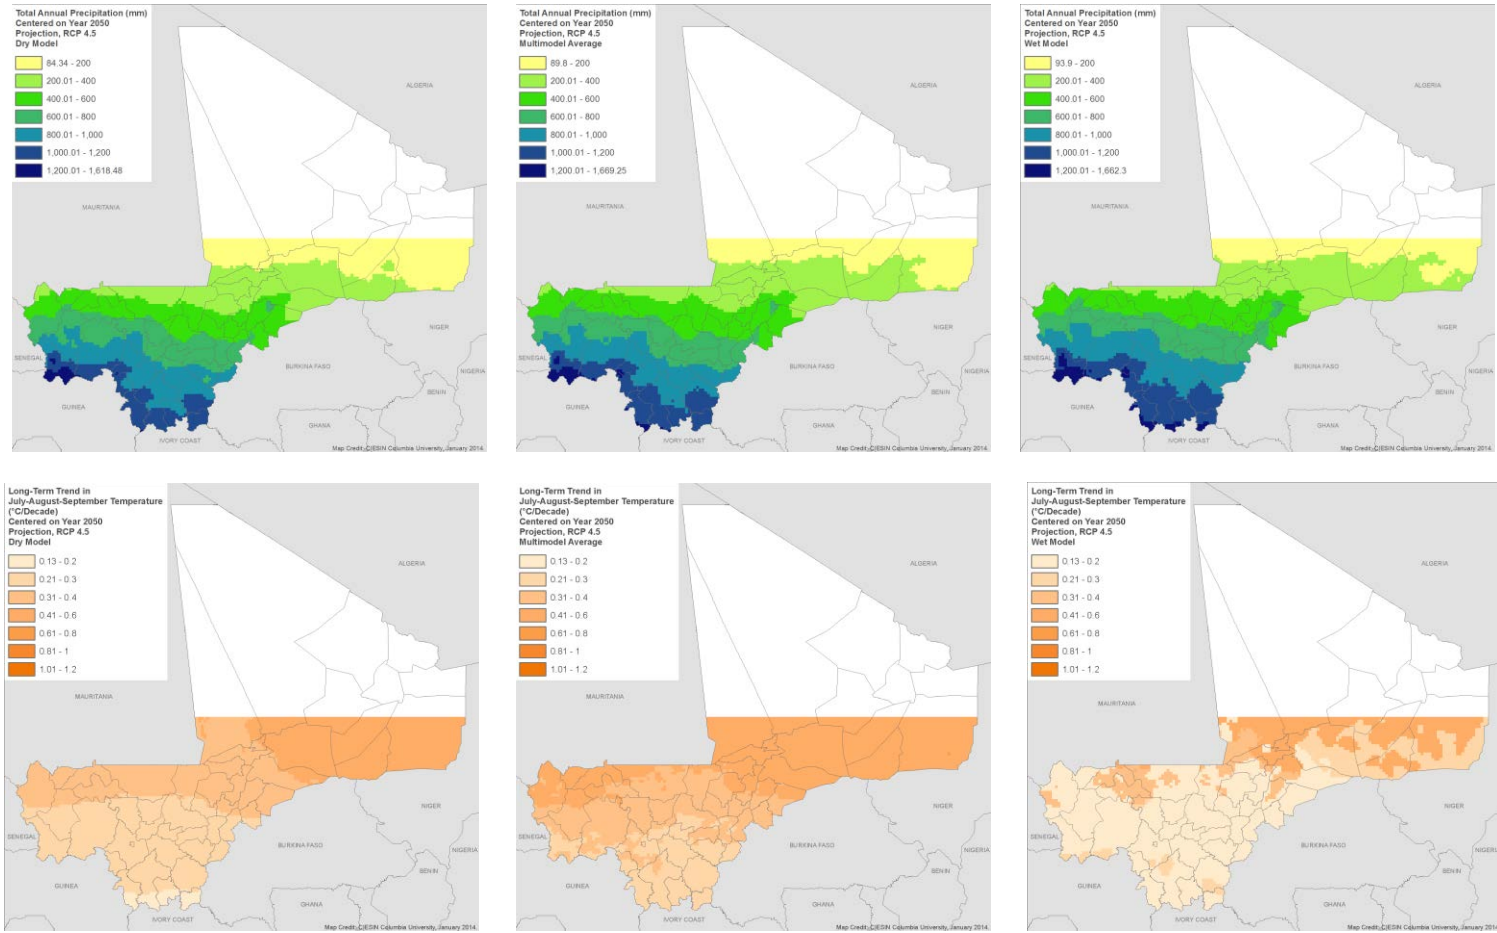 Total Annual Precipitation (mm)
Centered on Year 2050
Projection, RCP 4.5
Dry Model
84.34 - 200
200.01 - 400
400.01 - 600
600.01 - 800
800.01 - 1,000
1,000.01 - 1,200
1,200.01 - 1,618.48
ALGERIA
MAURITANIA
NIGER
SENEGAL
BURKINA FASO
NIGERIA
BENIN
GUINEA
GHANA
IVORY COAST
Map Credit: CIESIN Columbia University, January 2014.
Total Annual Precipitation (mm)
Centered on Year 2050
Projection, RCP 4.5
Multimodel Average
89.8 - 200
200.01 - 400
400.01 - 600
600.01 - 800
800.01 - 1,000
1,000.01 - 1,200
1,200.01 - 1,669.25
ALGERIA
MAURITANIA
NIGER
SENEGAL
BURKINA FASO
NIGERIA
BENIN
GUINEA
GHANA
IVORY COAST
Map Credit: CIESIN Columbia University, January 2014.
Total Annual Precipitation (mm)
Centered on Year 2050
Projection, RCP 4.5
Wet Model
93.9 - 200
200.01 - 400
400.01 - 600
600.01 - 800
800.01 - 1,000
1,000.01 - 1,200
1,200.01 - 1,662.3
ALGERIA
MAURITANIA
NIGER
SENEGAL
BURKINA FASO
NIGERIA
BENIN
GUINEA
GHANA
IVORY COAST
Map Credit: CIESIN Columbia University, January 2014.
Long-Term Trend in
July-August-September Temperature
(°C/Decade)
Centered on Year 2050
Projection, RCP 4.5
Dry Model
0.13 - 0.2
0.21 - 0.3
0.31 - 0.4
0.41 - 0.6
0.61 - 0.8
0.81 - 1
1.01 - 1.2
ALGERIA
MAURITANIA
NIGER
SENEGAL
BURKINA FASO
NIGERIA
BENIN
GUINEA
GHANA
IVORY COAST
Map Credit: CIESIN Columbia University, January 2014.
Long-Term Trend in
July-August-September Temperature
(°C/Decade)
Centered on Year 2050
Projection, RCP 4.5
Multimodel Average
0.13 - 0.2
0.21 - 0.3
0.31 - 0.4
0.41 - 0.6
0.61 - 0.8
0.81 - 1
1.01 - 1.2
ALGERIA
MAURITANIA
NIGER
SENEGAL
BURKINA FASO
NIGERIA
BENIN
GUINEA
GHANA
IVORY COAST
Map Credit: CIESIN Columbia University, January 2014.
Long-Term Trend in
July-August-September Temperature
(°C/Decade)
Centered on Year 2050
Projection, RCP 4.5
Wet Model
0.13 - 0.2
0.21 - 0.3
0.31 - 0.4
0.41 - 0.6
0.61 - 0.8
0.81 - 1
1.01 - 1.2
ALGERIA
MAURITANIA
NIGER
SENEGAL
BURKINA FASO
NIGERIA
BENIN
GUINEA
GHANA
IVORY COAST
Map Credit: CIESIN Columbia University, January 2014